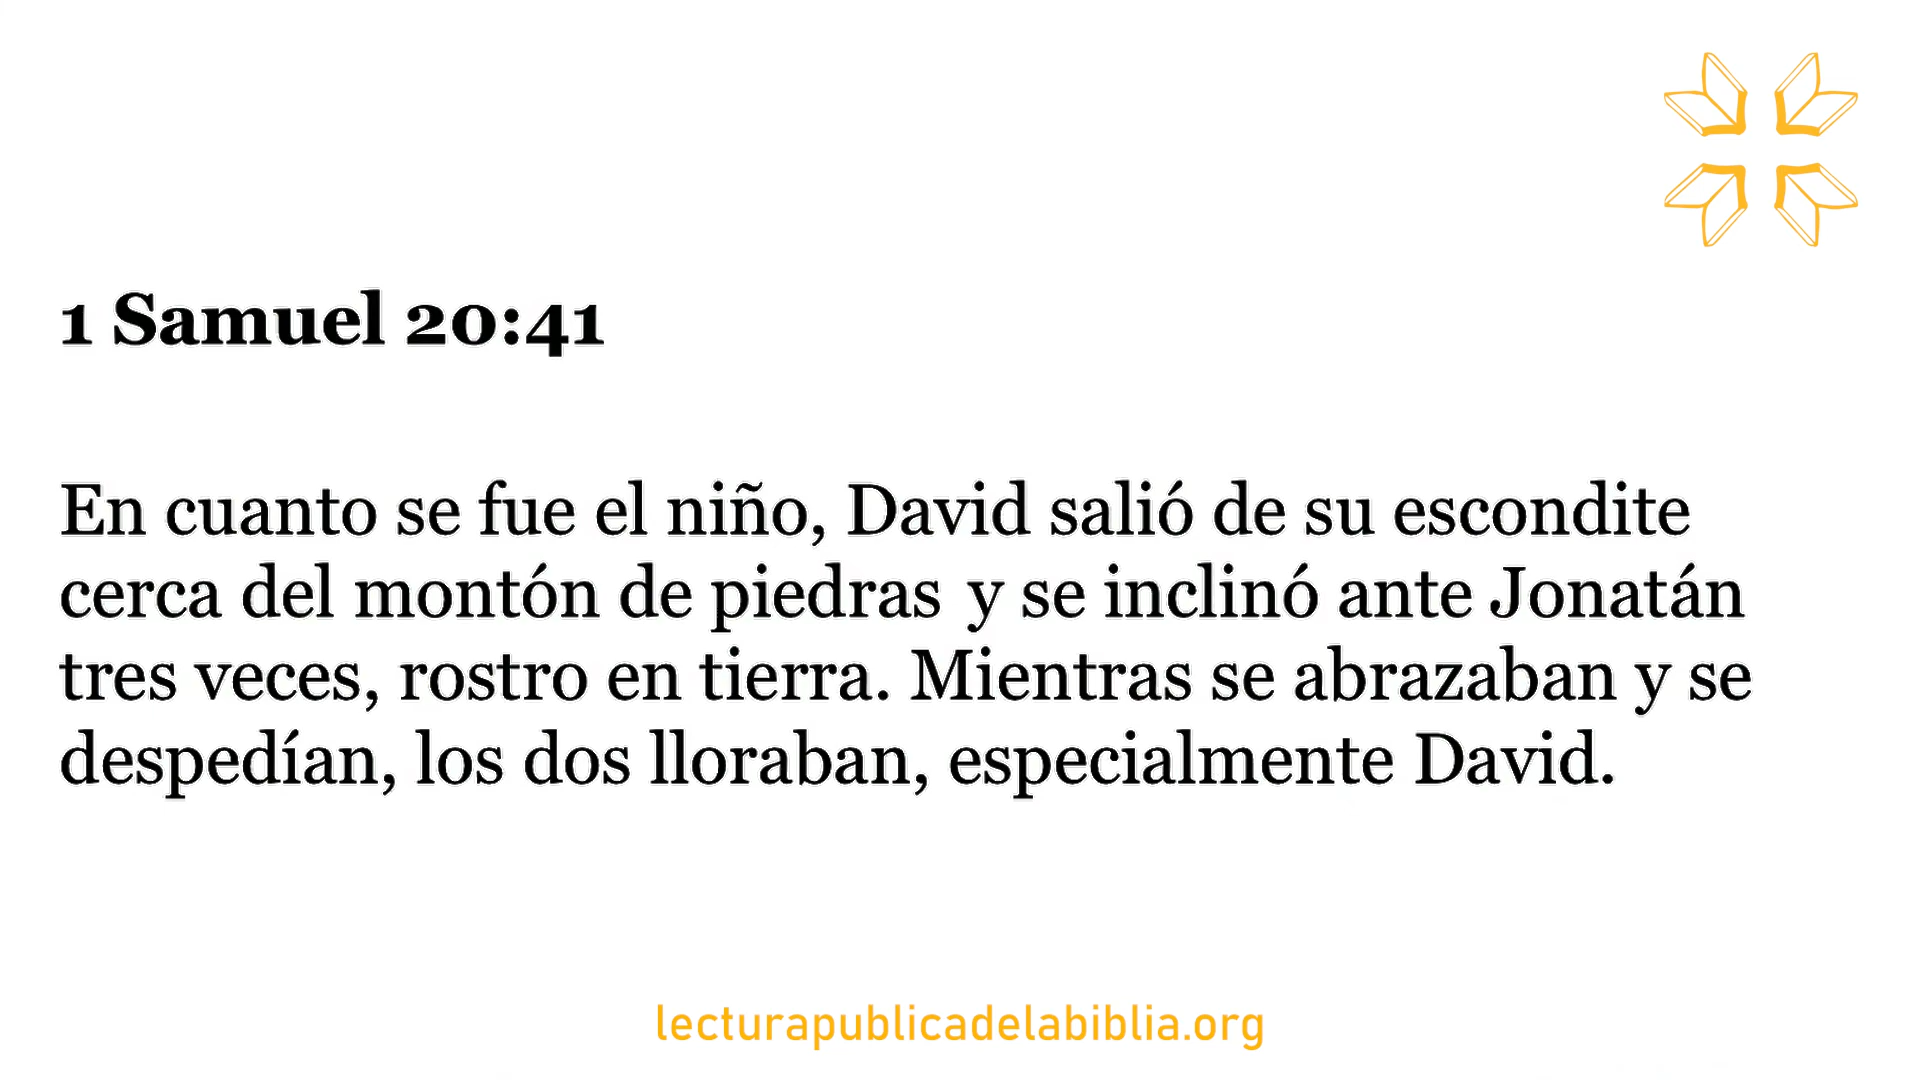 1 Samuel 20:41
En cuanto se fue el niño, David salió de su escondite
cerca del montón de piedras y se inclinó ante Jonatán
tres veces, rostro en tierra. Mientras se abrazaban y se
despedían, los dos lloraban, especialmente David.
lecturapublicadelabiblia.org